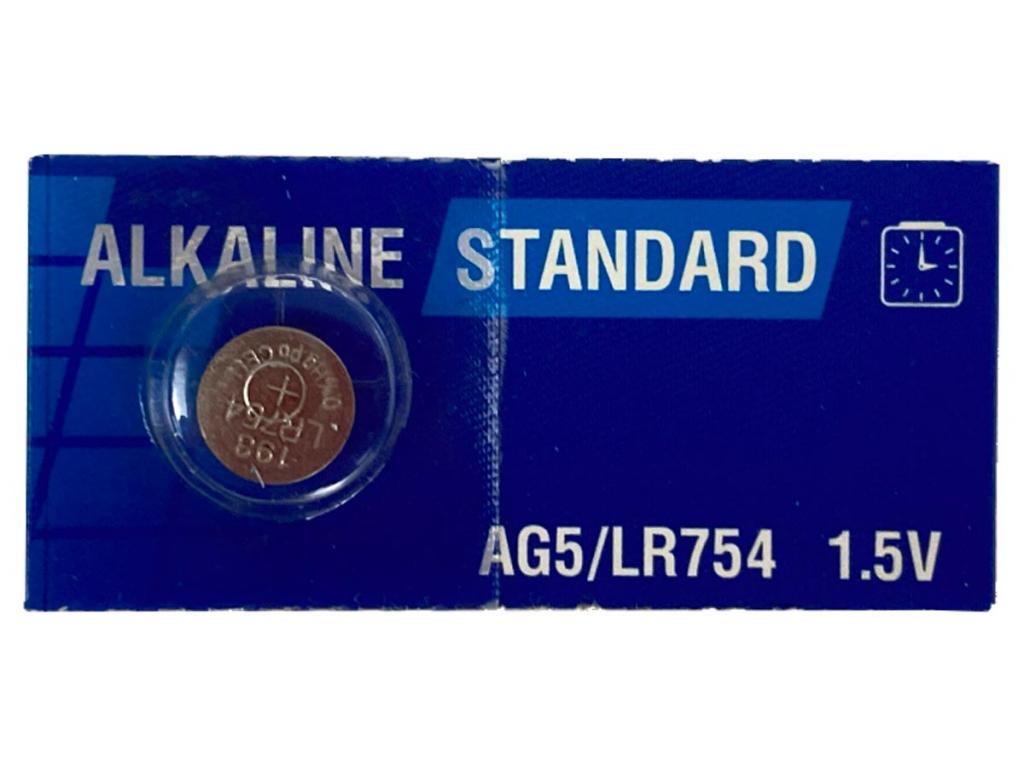 ALKALINE STANDARD
LR754
193
AG5/LR754 1.5V